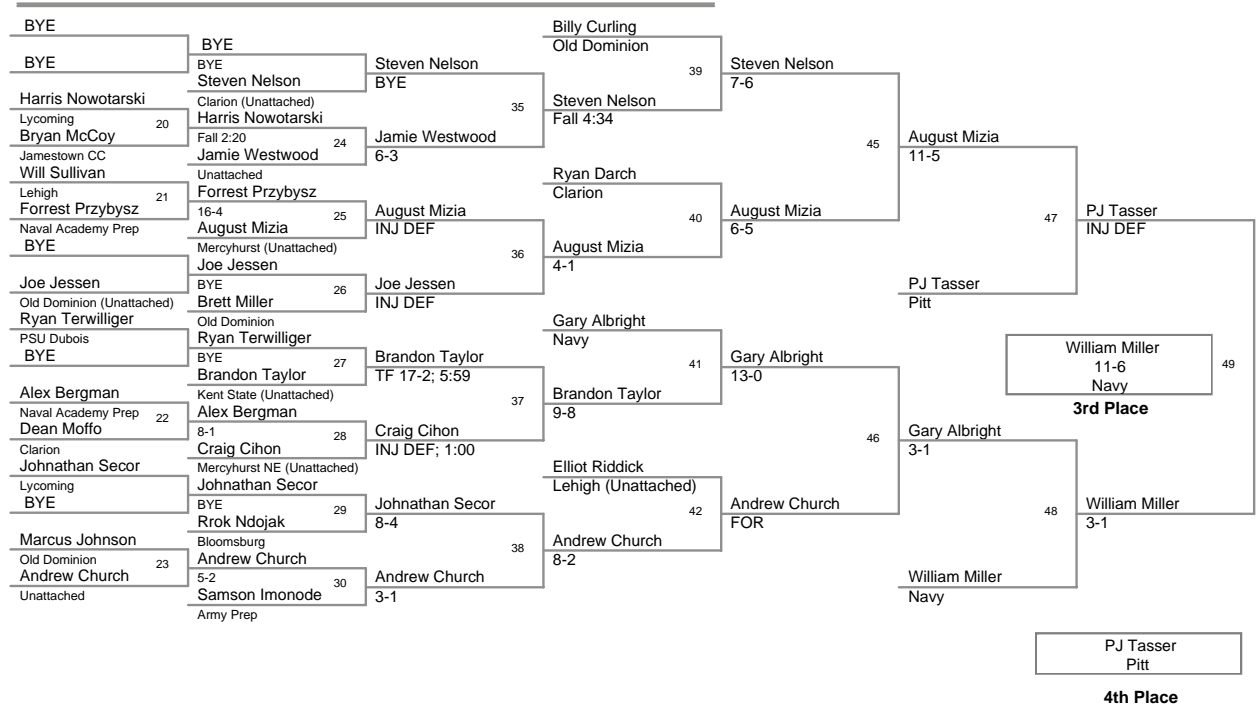 BYE
BYE
Harris Nowotarski
Lycoming
20
Bryan McCoy
Jamestown CC
Will Sullivan
Lehigh
21
Forrest Przybysz
Naval Academy Prep
BYE
Joe Jessen
Old Dominion (Unattached)
Ryan Terwilliger
PSU Dubois
BYE
Alex Bergman
Naval Academy Prep
22
Dean Moffo
Clarion
Johnathan Secor
Lycoming
BYE
Marcus Johnson
Old Dominion
23
Andrew Church
Unattached
BYE
BYE
Steven Nelson
Clarion (Unattached)
Harris Nowotarski
Fall 2:20
24
Jamie Westwood
Unattached
Forrest Przybysz
16-4
25
August Mizia
Mercyhurst (Unattached)
Joe Jessen
BYE
26
Brett Miller
Old Dominion
Ryan Terwilliger
BYE
27
Brandon Taylor
Kent State (Unattached)
Alex Bergman
8-1
28
Craig Cihon
Mercyhurst NE (Unattached)
Johnathan Secor
BYE
29
Rrok Ndojak
Bloomsburg
Andrew Church
5-2
30
Samson Imonode
Army Prep
Steven Nelson
BYE
35
Jamie Westwood
6-3
August Mizia
INJ DEF
36
Joe Jessen
INJ DEF
Brandon Taylor
TF 17-2; 5:59
37
Craig Cihon
INJ DEF; 1:00
Johnathan Secor
8-4
38
Andrew Church
3-1
Billy Curling
Old Dominion
39
Steven Nelson
Fall 4:34
Ryan Darch
Clarion
40
August Mizia
4-1
Gary Albright
Navy
41
Brandon Taylor
9-8
Elliot Riddick
Lehigh (Unattached)
42
Andrew Church
8-2
Steven Nelson
7-6
45
August Mizia
6-5
Gary Albright
13-0
46
Andrew Church
FOR
August Mizia
11-5
47
PJ Tasser
Pitt
Gary Albright
3-1
48
William Miller
Navy
PJ Tasser
INJ DEF
49
William Miller
3-1
William Miller
11-6
Navy
3rd Place
PJ Tasser
Pitt
4th Place